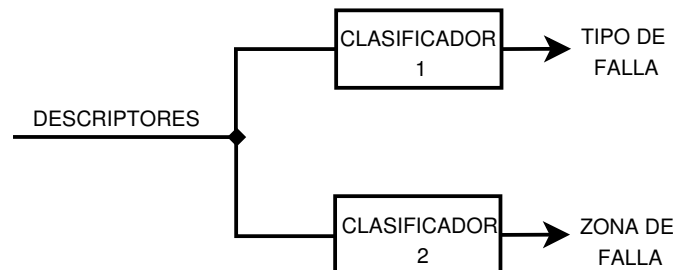 CLASIFICADOR
1
TIPO DE
FALLA
DESCRIPTORES
CLASIFICADOR
2
ZONA DE
FALLA